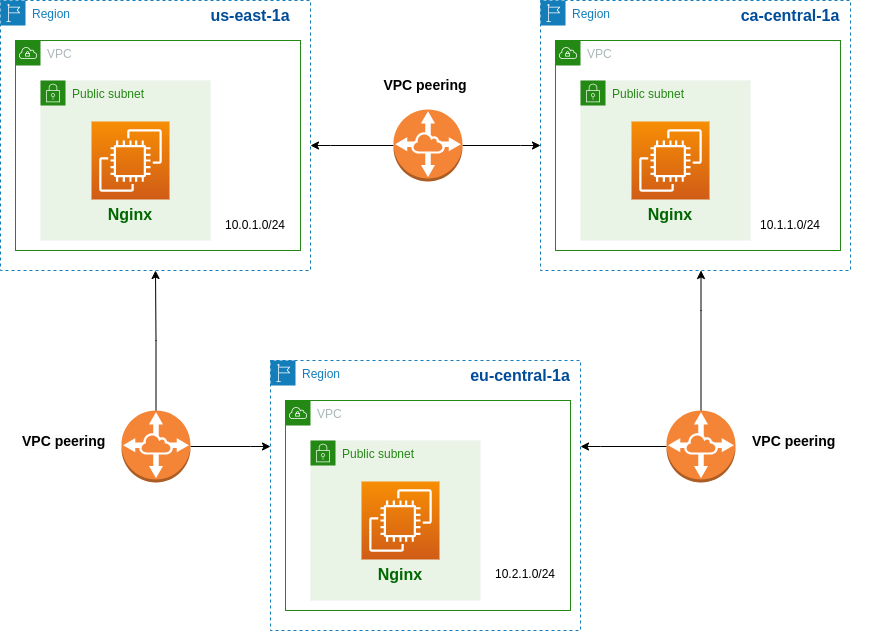 Region
us-east-1a
VPC
Public subnet
Nginx
10.0.1.0/24
VPC peering
Region
ca-central-1a
VPC
Public subnet
Nginx
10.1.1.0/24
VPC peering
Region
eu-central-1a
VPC
Public subnet
Nginx
10.2.1.0/24
VPC peering